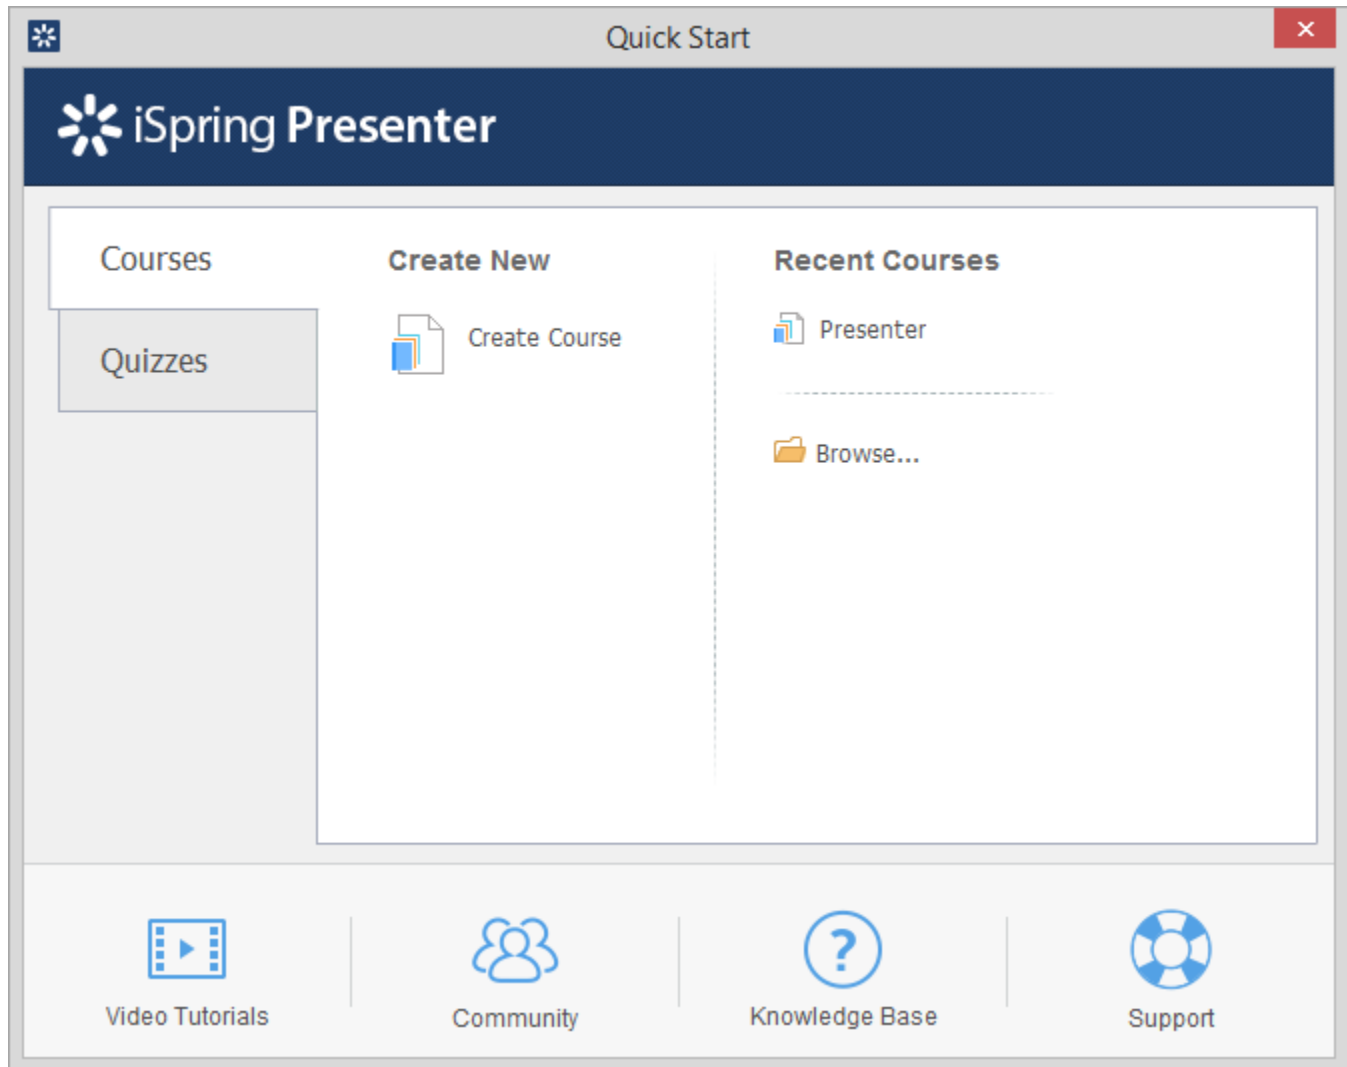 Quick Start
iSpring Presenter
Courses
Quizzes
Create New
Create Course
Recent Courses
Presenter
Browse...
Video Tutorials
Community
Knowledge Base
Support